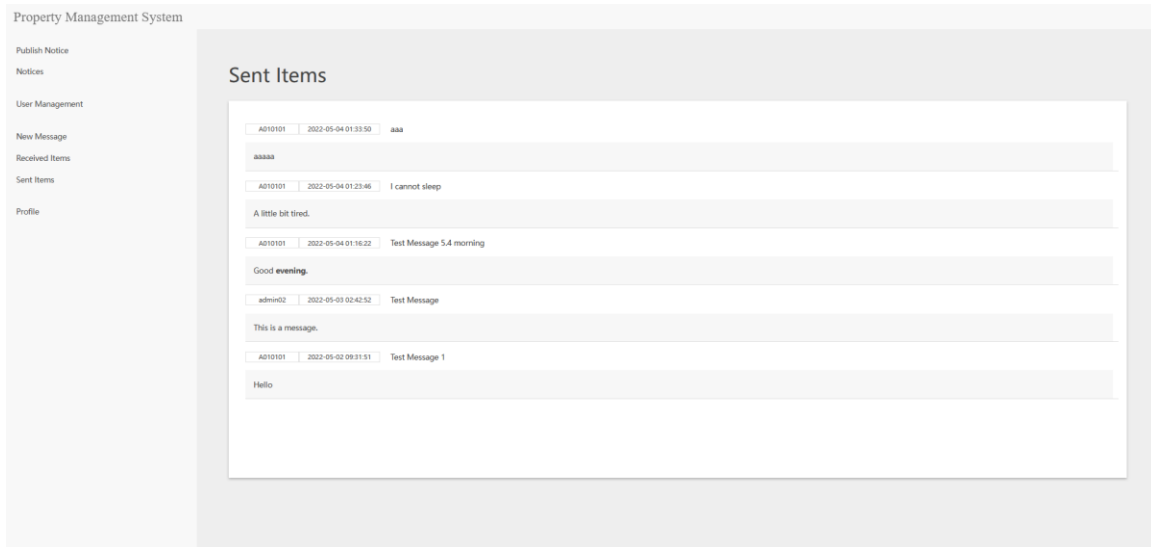 Property Management System
Publish Notice
Notices
User Management
New Message
Received Items
Sent Items
Profile
Sent Items
A010101 2022-05-04 01:33:50 aaa
aaaaa
A010101 2022-05-04 01:23:46 I cannot sleep
A little bit tired.
A010101 2022-05-04 01:16:22 Test Message 5.4 morning
Good evening.
admin02 2022-05-03 02:42:52 Test Message
This is a message.
A010101 2022-05-02 09:31:51 Test Message 1
Hello